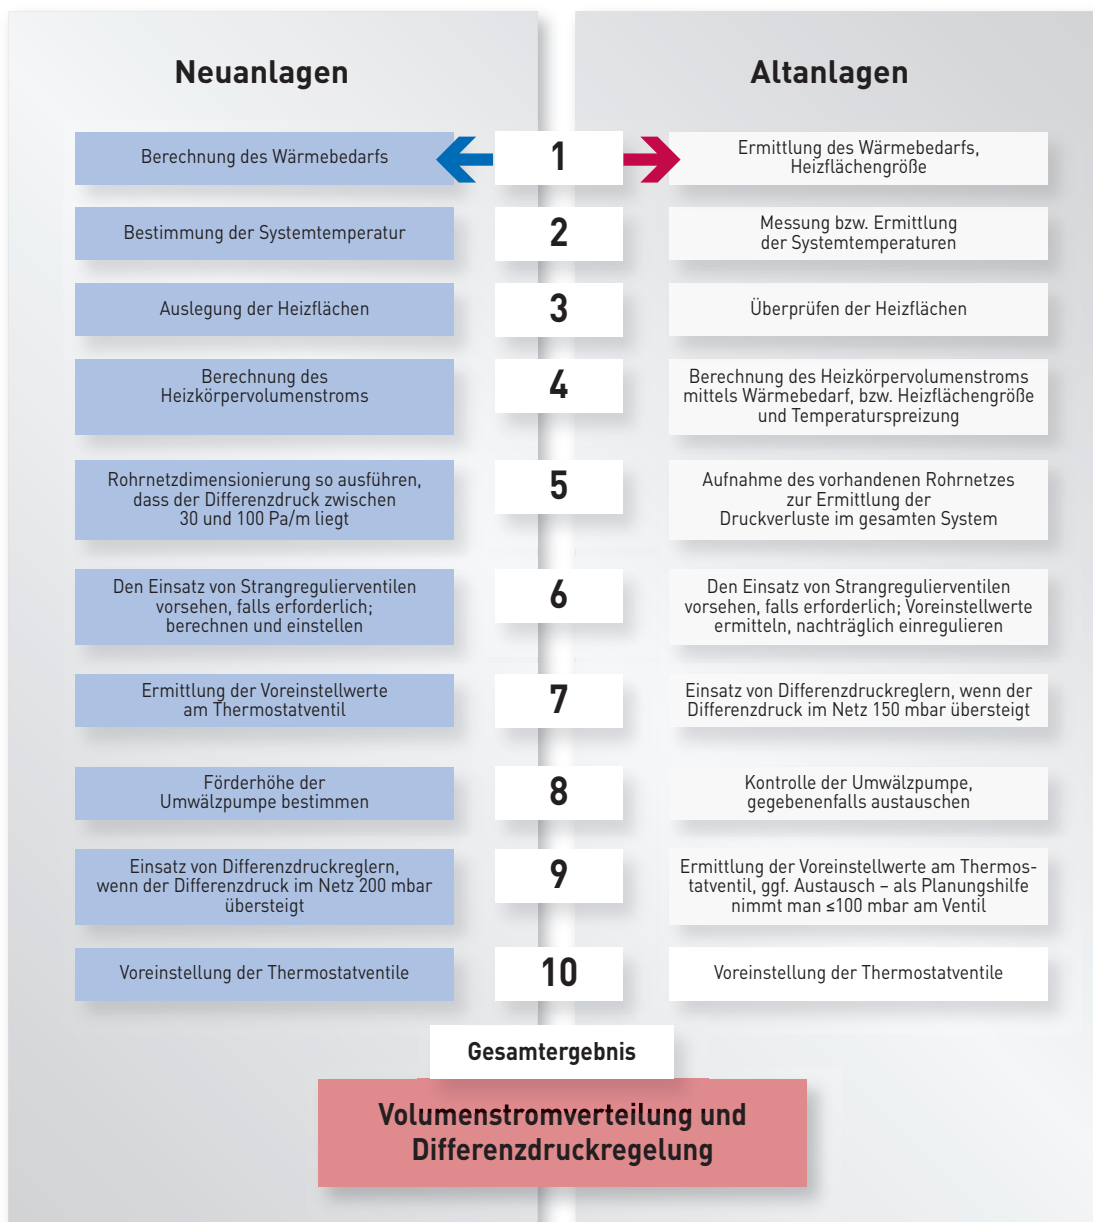 Neuanlagen
Altanlagen
Berechnung des Wärmebedarfs
1
Ermittlung des Wärmebedarfs,
Heizflächengröße
Bestimmung der Systemtemperatur
2
Messung bzw. Ermittlung
der Systemtemperaturen
Auslegung der Heizflächen
3
Überprüfen der Heizflächen
Berechnung des
Heizkörpervolumenstroms
4
Berechnung des Heizkörpervolumenstroms
mittels Wärmebedarf, bzw. Heizflächengröße
und Temperaturspreizung
Rohrnetzdimensionierung so ausführen,
dass der Differenzdruck zwischen
30 und 100 Pa/m liegt
5
Aufnahme des vorhandenen Rohrnetzes
zur Ermittlung der
Druckverluste im gesamten System
Den Einsatz von Strangregulierventilen
vorsehen, falls erforderlich;
berechnen und einstellen
6
Den Einsatz von Strangregulierventilen
vorsehen, falls erforderlich; Voreinstellwerte
ermitteln, nachträglich einregulieren
Ermittlung der Voreinstellwerte
am Thermostatventil
7
Einsatz von Differenzdruckreglern, wenn der
Differenzdruck im Netz 150 mbar übersteigt
Förderhöhe der
Umwälzpumpe bestimmen
8
Kontrolle der Umwälzpumpe,
gegebenenfalls austauschen
Einsatz von Differenzdruckreglern,
wenn der Differenzdruck im Netz 200 mbar
übersteigt
9
Ermittlung der Voreinstellwerte am Thermos-
tatventil, ggf. Austausch – als Planungshilfe
nimmt man ≤100 mbar am Ventil
Voreinstellung der Thermostatventile
10
Voreinstellung der Thermostatventile
Gesamtergebnis
Volumenstromverteilung und
Differenzdruckregelung